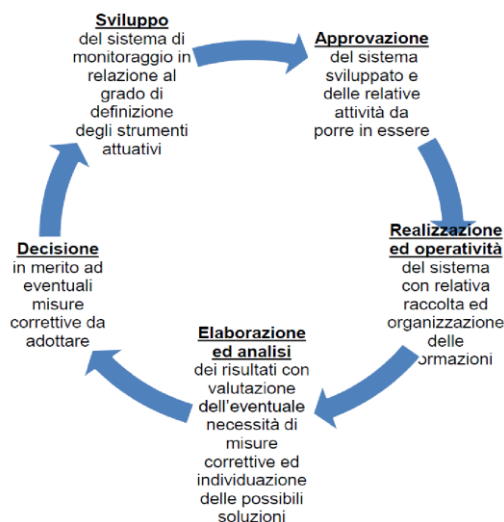 Sviluppo
del sistema di
monitoraggio in
relazione al
grado di
definizione
degli strumenti
attuativi
Approvazione
del sistema
sviluppato e
delle relative
attività da
porre in essere
Realizzazione
ed operatività
del sistema
con relativa
raccolta ed
organizzazione
delle
ormazioni
Elaborazione
ed analisi
dei risultati con
valutazione
dell'eventuale
necessità di
misure
correttive ed
individuazione
delle possibili
soluzioni
Decisione
in merito ad
eventuali
misure
correttive da
adottare